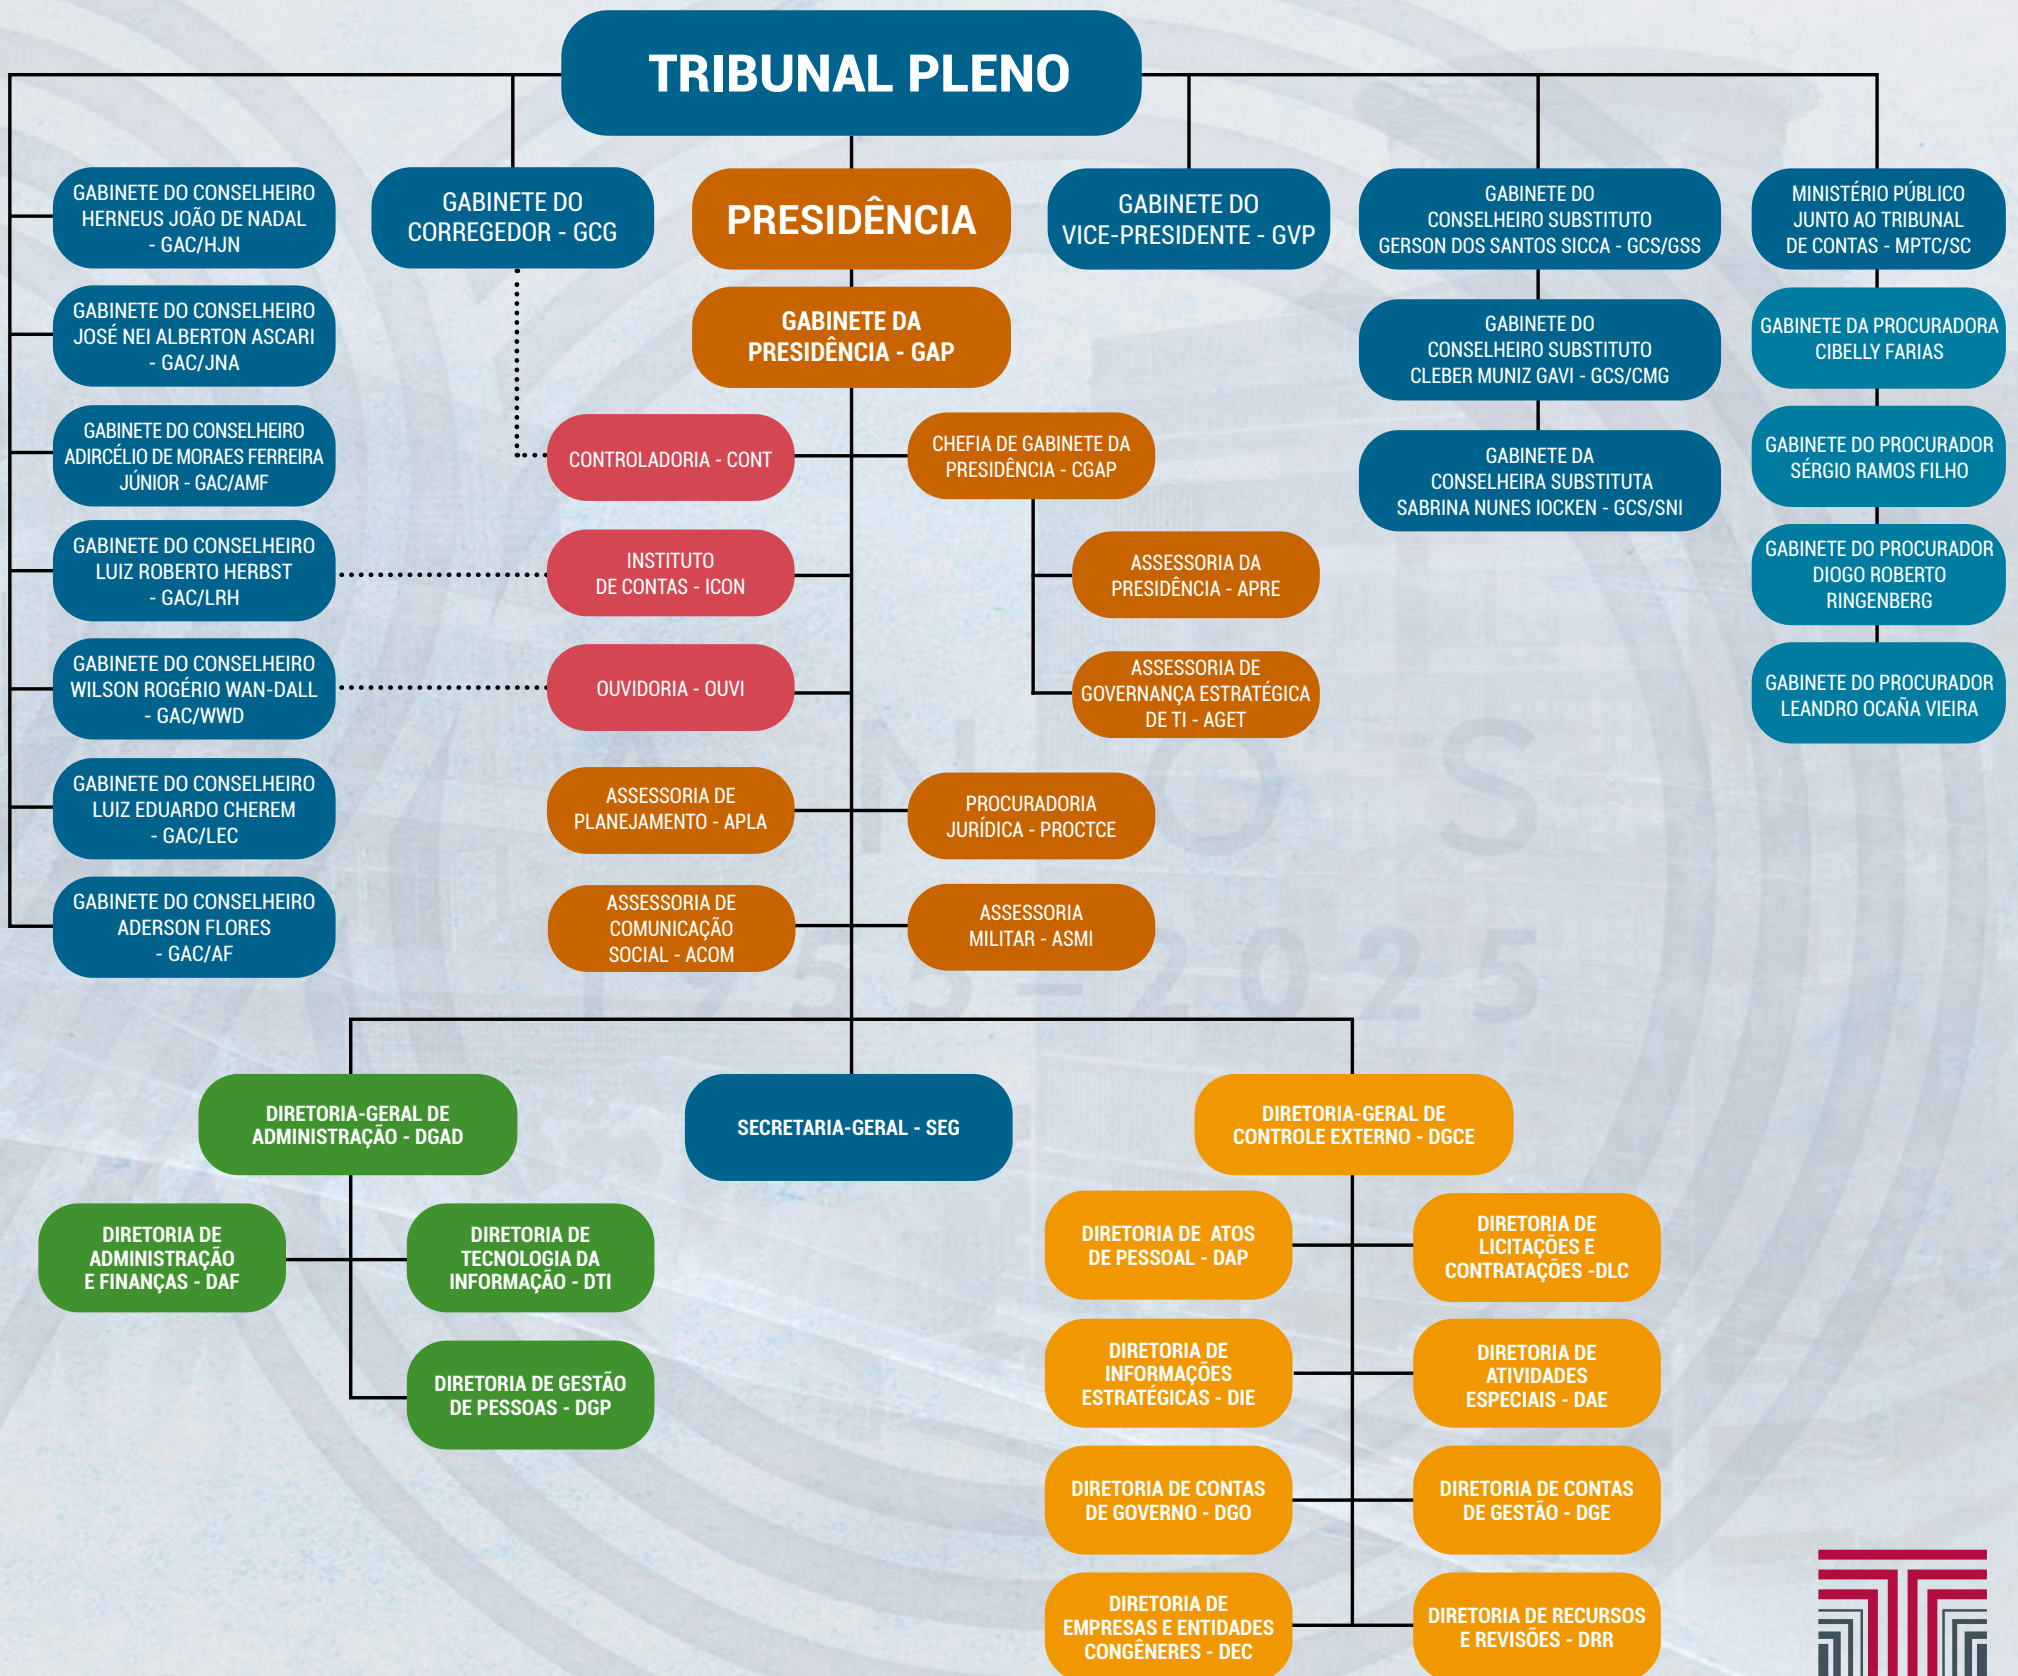 TRIBUNAL PLENO
GABINETE DO CONSELHEIRO
HERNEUS JOÃO DE NADAL
- GAC/HJN
GABINETE DO CONSELHEIRO
JOSÉ NEI ALBERTON ASCARI
- GAC/JNA
GABINETE DO CONSELHEIRO
ADIRCÉLIO DE MORAES FERREIRA
JÚNIOR - GAC/AMF
GABINETE DO CONSELHEIRO
LUIZ ROBERTO HERBST
- GAC/LRH
GABINETE DO CONSELHEIRO
WILSON ROGÉRIO WAN-DALL
- GAC/WWD
GABINETE DO CONSELHEIRO
LUIZ EDUARDO CHEREM
- GAC/LEC
GABINETE DO CONSELHEIRO
ADERSON FLORES
- GAC/AF
GABINETE DO
CORREGEDOR - GCG
PRESIDÊNCIA
GABINETE DA
PRESIDÊNCIA - GAP
GABINETE DO
VICE-PRESIDENTE - GVP
GABINETE DO
CONSELHEIRO SUBSTITUTO
GERSON DOS SANTOS SICCA - GCS/GSS
GABINETE DO
CONSELHEIRO SUBSTITUTO
CLEBER MUNIZ GAVI - GCS/CMG
GABINETE DA
CONSELHEIRA SUBSTITUTA
SABRINA NUNES IOCKEN - GCS/SNI
MINISTÉRIO PÚBLICO
JUNTO AO TRIBUNAL
DE CONTAS - MPTC/SC
GABINETE DA PROCURADORA
CIBELLY FARIAS
GABINETE DO PROCURADOR
SÉRGIO RAMOS FILHO
GABINETE DO PROCURADOR
DIOGO ROBERTO
RINGENBERG
GABINETE DO PROCURADOR
LEANDRO OCAÑA VIEIRA
CONTROLADORIA - CONT
CHEFIA DE GABINETE DA
PRESIDÊNCIA - CGAP
INSTITUTO
DE CONTAS - ICON
ASSESSORIA DA
PRESIDÊNCIA - APRE
OUVIDORIA - OUVI
ASSESSORIA DE
GOVERNANÇA ESTRATÉGICA
DE TI - AGET
ASSESSORIA DE
PLANEJAMENTO - APLA
PROCURADORIA
JURÍDICA - PROCTCE
ASSESSORIA DE
COMUNICAÇÃO
SOCIAL - ACOM
ASSESSORIA
MILITAR - ASMI
ANOS
1955-2025
DIRETORIA-GERAL DE
ADMINISTRAÇÃO - DGAD
SECRETARIA-GERAL - SEG
DIRETORIA-GERAL DE
CONTROLE EXTERNO - DGCE
DIRETORIA DE
ADMINISTRAÇÃO
E FINANÇAS - DAF
DIRETORIA DE
TECNOLOGIA DA
INFORMAÇÃO - DTI
DIRETORIA DE GESTÃO
DE PESSOAS - DGP
DIRETORIA DE ATOS
DE PESSOAL - DAP
DIRETORIA DE
LICITAÇÕES E
CONTRATAÇÕES -DLC
DIRETORIA DE
INFORMAÇÕES
ESTRATÉGICAS - DIE
DIRETORIA DE
ATIVIDADES
ESPECIAIS - DAE
DIRETORIA DE CONTAS
DE GOVERNO - DGO
DIRETORIA DE CONTAS
DE GESTÃO - DGE
DIRETORIA DE
EMPRESAS E ENTIDADES
CONGÊNERES - DEC
DIRETORIA DE RECURSOS
E REVISÕES - DRR